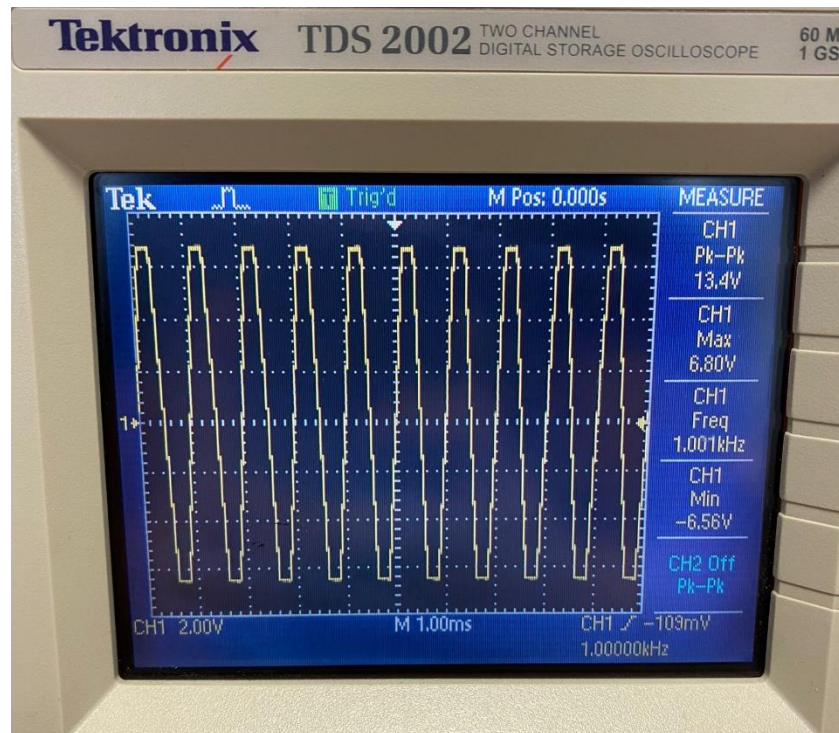 Tektronix TDS 2002 TWO CHANNEL 60 M
DIGITAL STORAGE OSCILLOSCOPE 1 GS
Tek T Trig'd M Pos: 0.000s MEASURE
CH1
Pk-Pk
13.4V
CH1
Max
6.80V
1
CH1
Freq
1.001kHz
CH1
Min
-6.56V
CH2 Off
Pk-Pk
CH1 2.00V M 1.00ms CH1 -109mV
1.00000kHz